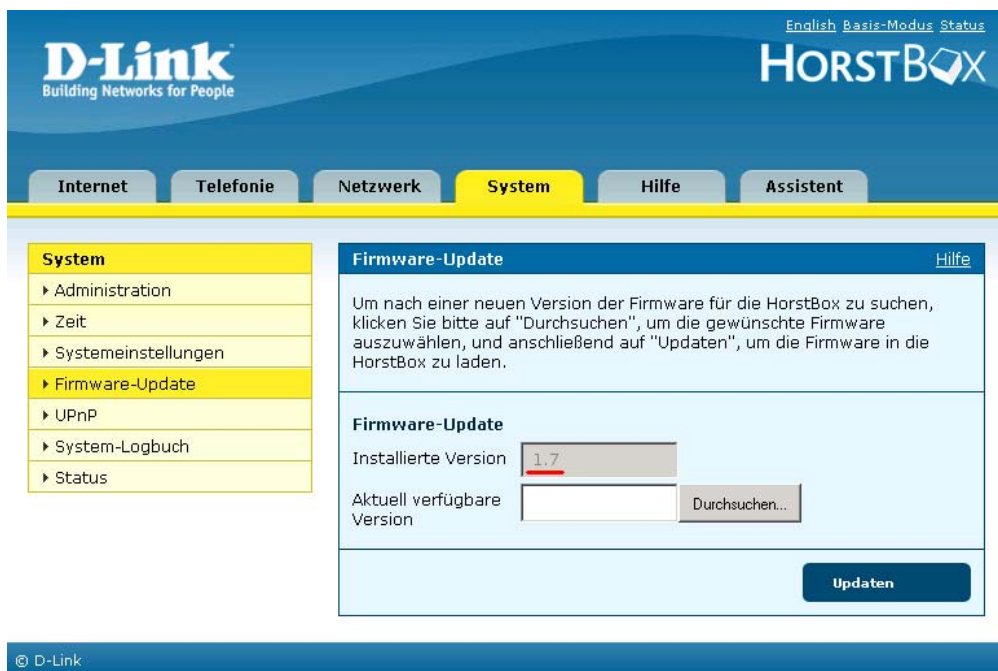 English Basis-Modus Status
D-Link
Building Networks for People
HORSTBOX
Internet
Telefonie
Netzwerk
System
Hilfe
Assistent
System
Administration
Zeit
Systemeinstellungen
Firmware-Update
UPnP
System-Logbuch
Status
Firmware-Update
Hilfe
Um nach einer neuen Version der Firmware für die HorstBox zu suchen,
klicken Sie bitte auf "Durchsuchen", um die gewünschte Firmware
auszuwählen, und anschließend auf "Updaten", um die Firmware in die
HorstBox zu laden.
Firmware-Update
Installierte Version 1.7
Aktuell verfügbare
Version
Durchsuchen...
Updaten
© D-Link